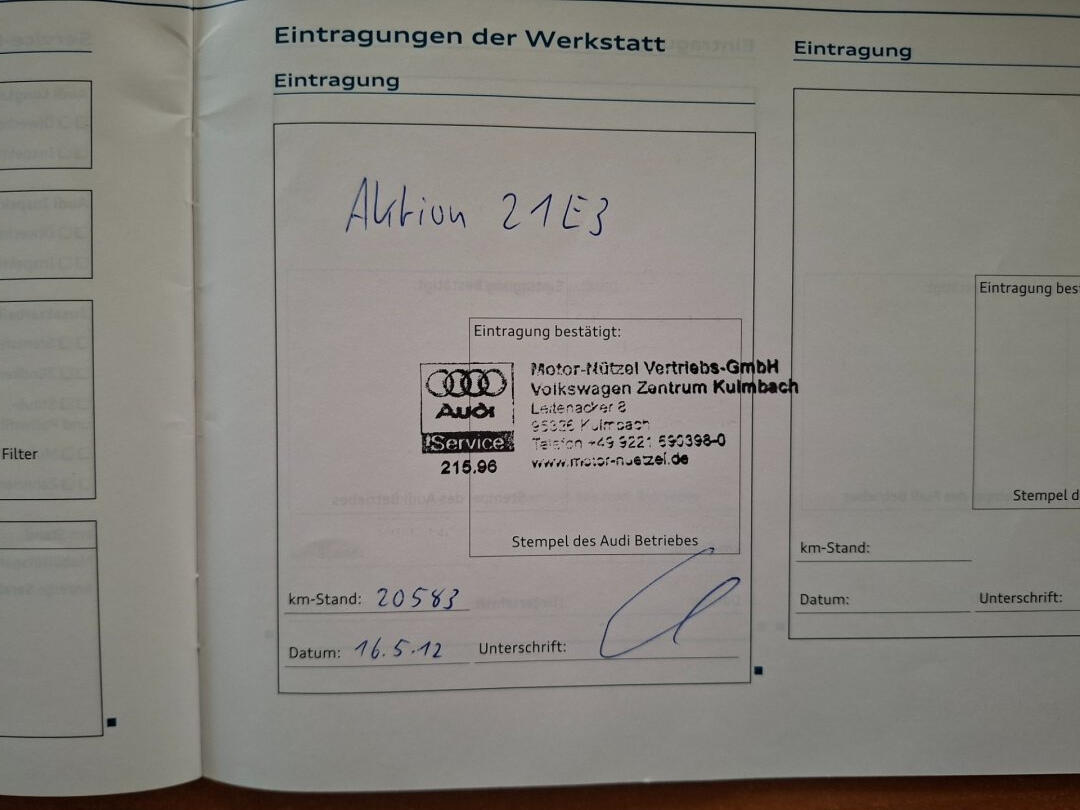 Eintragungen der Werkstatt
Eintragung
Aktion 21E3
Eintragung bestätigt:
Audi
Service
215.96
Motor-Nützel Vertriebs-GmbH
Volkswagen Zentrum Kulmbach
Leitenacker 8
95326 Kulmbach
Telefon +49 9221 690398-0
www.motor-nuetzel.de
Stempel des Audi Betriebes
km-Stand: 20583
Datum: 16.5.12
Unterschrift:
Eintragung
Eintragung bes
Stempel d
km-Stand:
Datum:
Unterschrift:
Filter